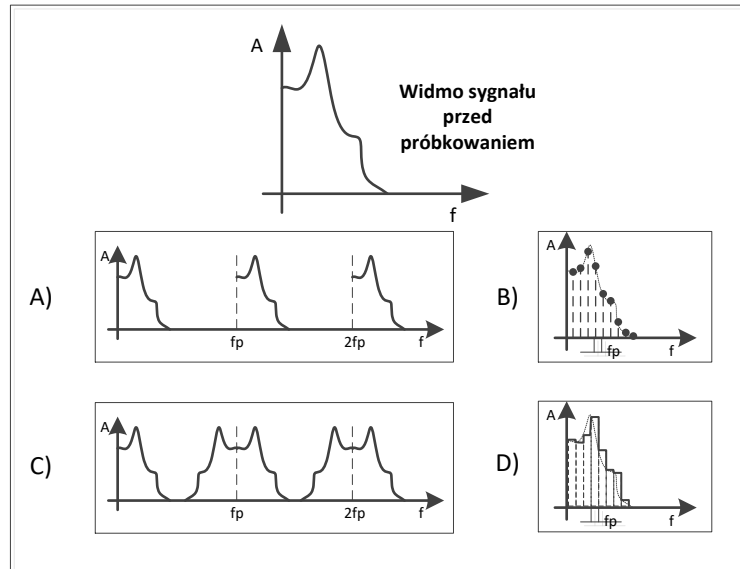 A
Widmo sygnału
przed
próbkowaniem
f
A)
A
fp
2fp
f
B)
A
fp
f
C)
A
fp
2fp
f
D)
A
fp
f